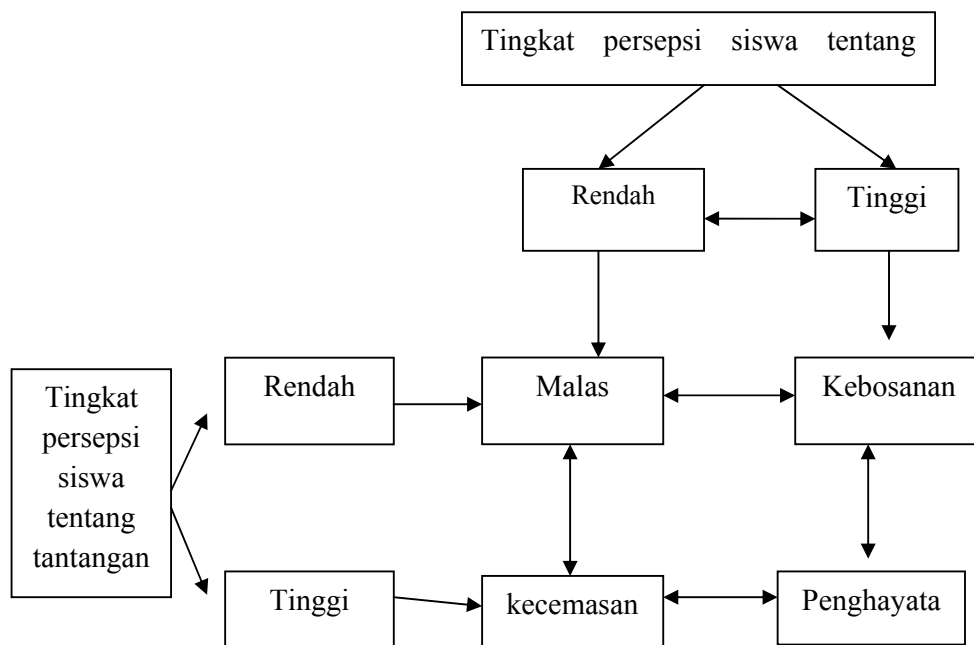 Tingkat persepsi siswa tentang
Rendah
Tinggi
Tingkat
persepsi
siswa
tentang
tantangan
Rendah
Malas
Kebosanan
Tinggi
kecemasan
Penghayata